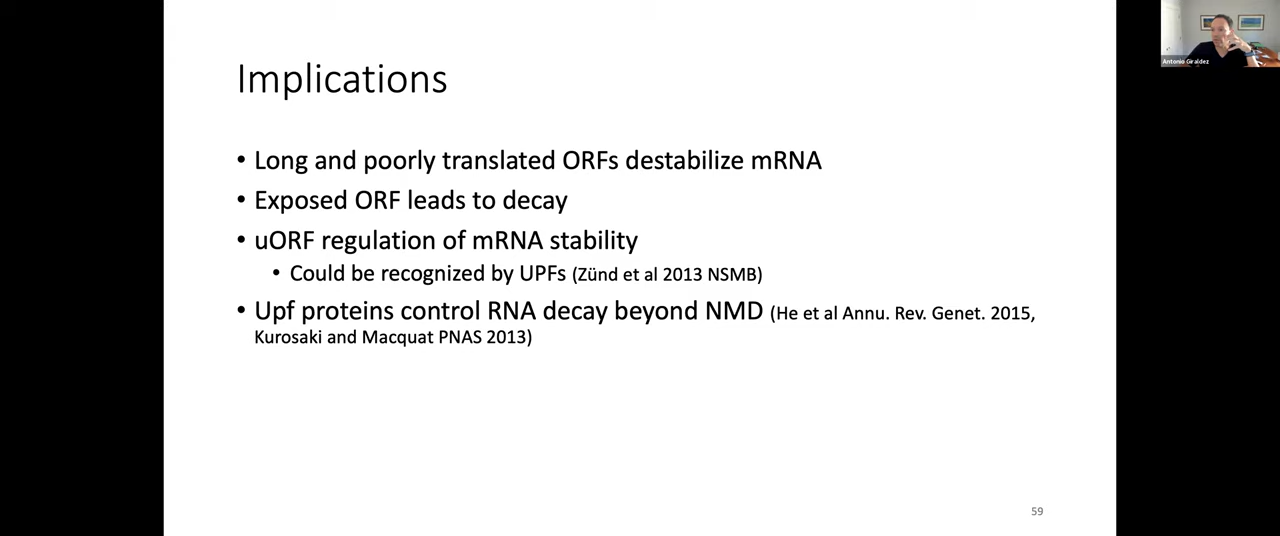 Antonio Giraldez
Implications
• Long and poorly translated ORFs destabilize mRNA
• Exposed ORF leads to decay
• uORF regulation of mRNA stability
• Could be recognized by UPFs (Zünd et al 2013 NSMB)
• Upf proteins control RNA decay beyond NMD (He et al Annu. Rev. Genet. 2015,
Kurosaki and Macquat PNAS 2013)
59